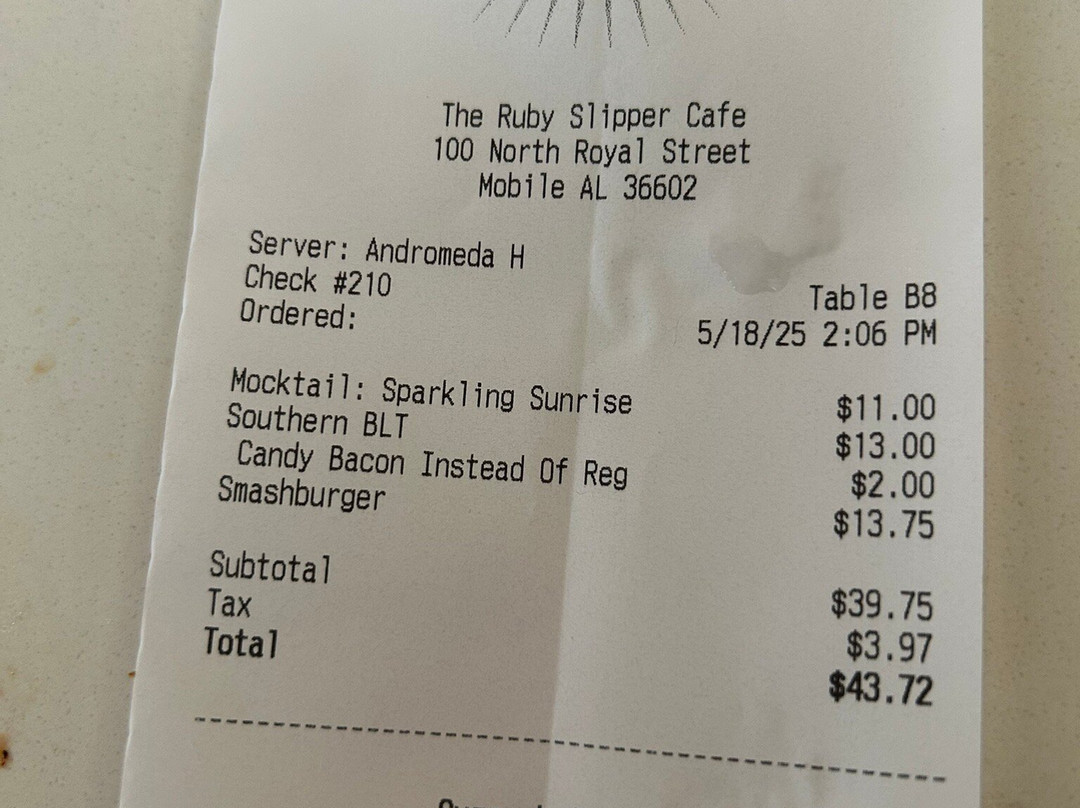 The Ruby Slipper Cafe
100 North Royal Street
Mobile AL 36602
Server: Andromeda H
Check #210 Table B8
Ordered: 5/18/25 2:06 PM
Mocktail: Sparkling Sunrise $11.00
Southern BLT $13.00
Candy Bacon Instead Of Reg $2.00
Smashburger $13.75
Subtotal $39.75
Tax $3.97
Total $43.72